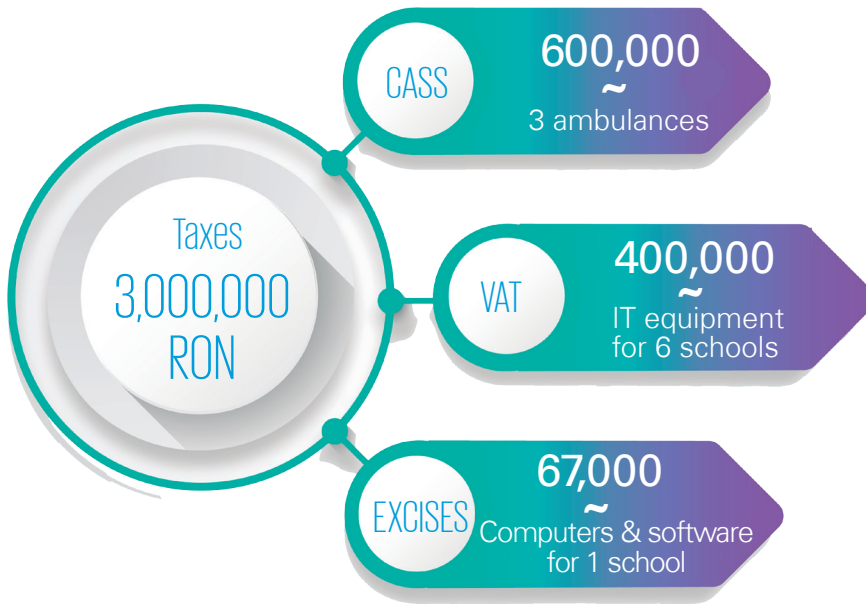 Taxes
3,000,000
RON
CASS
600,000
~
3 ambulances
VAT
400,000
~
IT equipment
for 6 schools
EXCISES
67,000
~
Computers & software
for 1 school